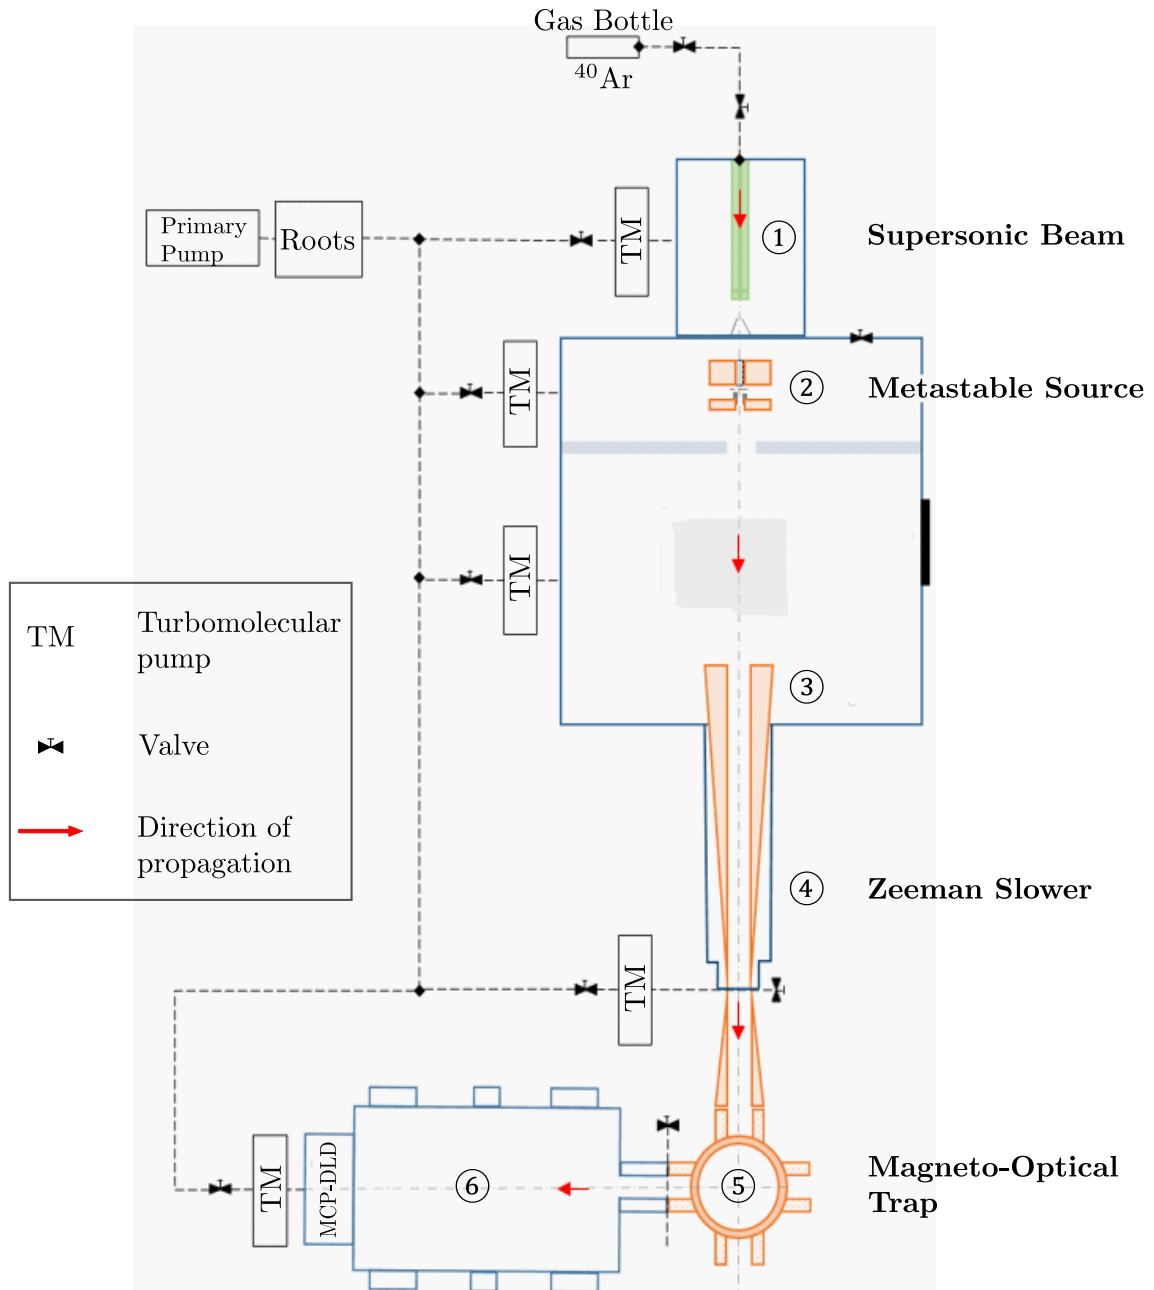 Gas Bottle
⁴⁰Ar
Primary
Pump
Roots
TM
①
Supersonic Beam
TM
②
Metastable Source
TM
TM
Turbomolecular
pump
Valve
Direction of
propagation
③
④
Zeeman Slower
TM
TM
MCP-DLD
⑥
⑤
Magneto-Optical
Trap